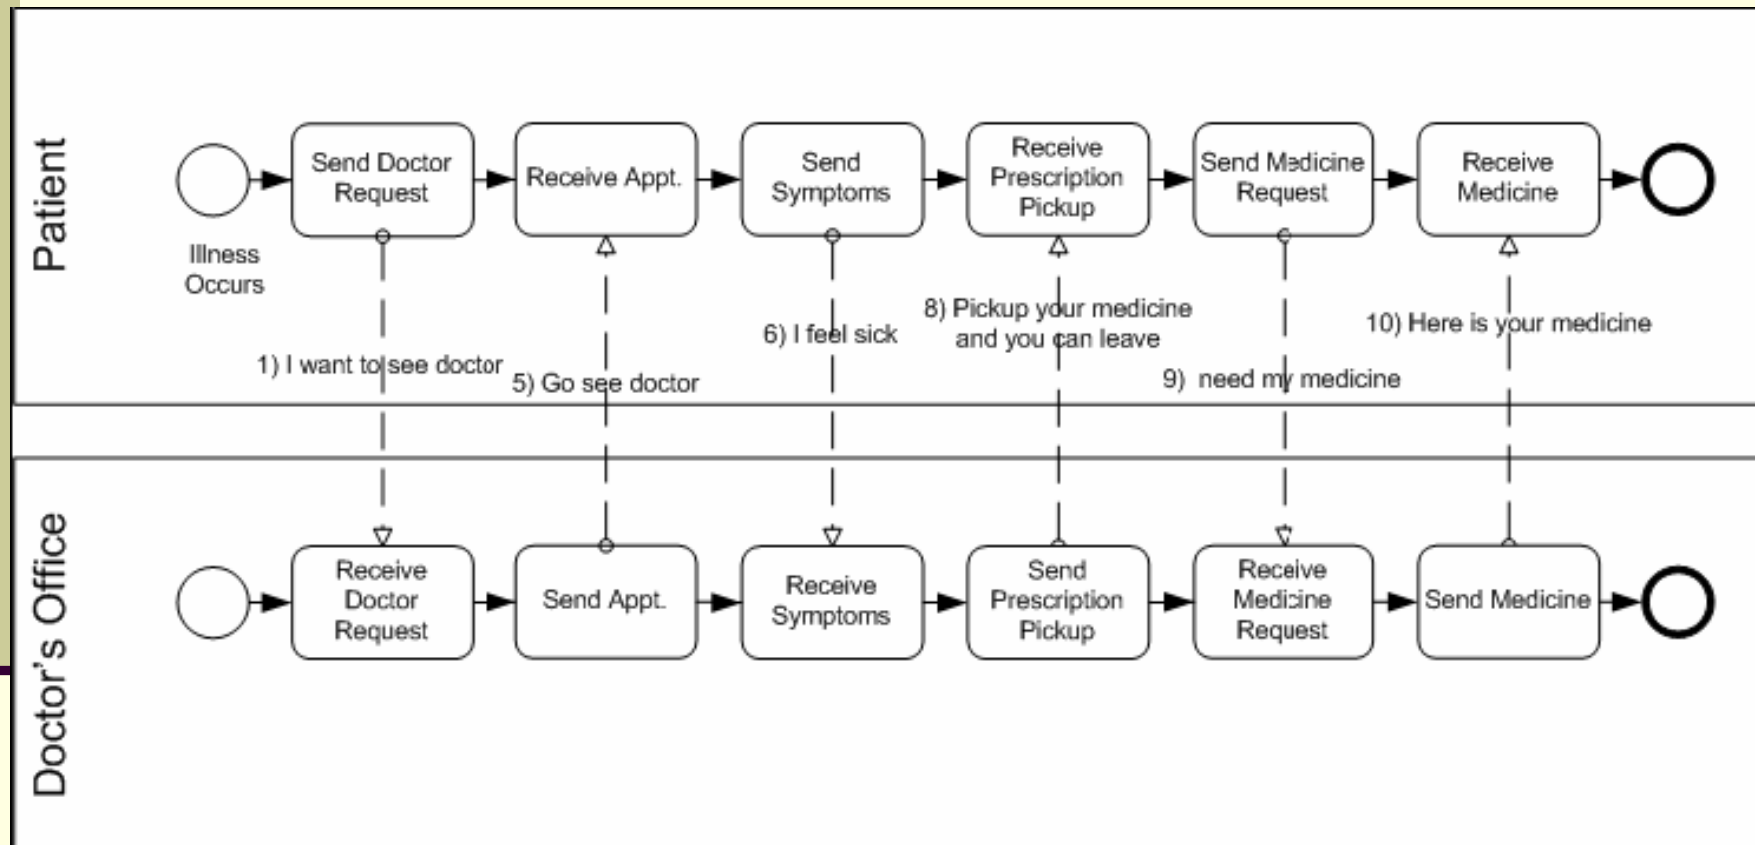 Patient
Send Doctor
Request
Receive Appt.
Send
Symptoms
Receive
Prescription
Pickup
Send Medicine
Request
Receive
Medicine
Illness
Occurs
1) I want to see doctor
5) Go see doctor
6) I feel sick
8) Pickup your medicine
and you can leave
9) need my medicine
10) Here is your medicine
Doctor's Office
Receive
Doctor
Request
Send Appt.
Receive
Symptoms
Send
Prescription
Pickup
Receive
Medicine
Request
Send Medicine